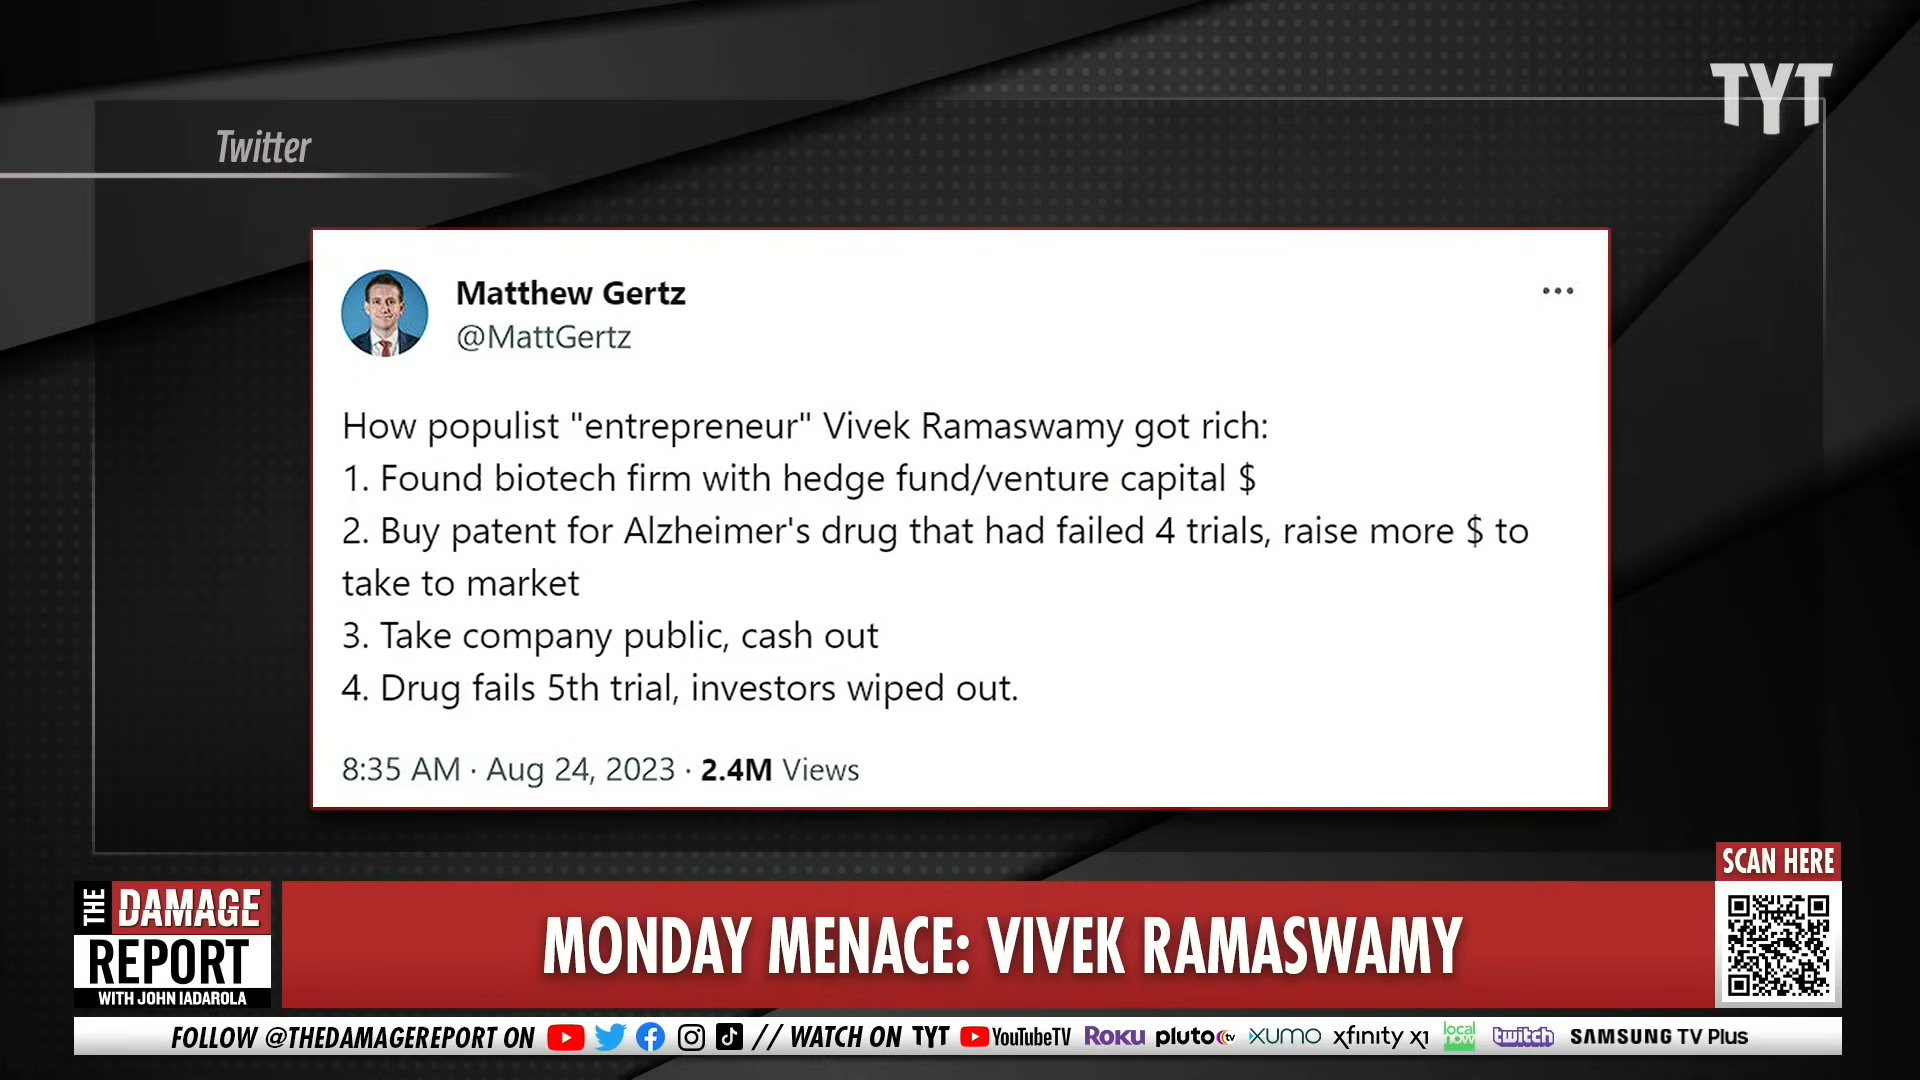 TYT
Twitter
Matthew Gertz
@MattGertz
How populist "entrepreneur" Vivek Ramaswamy got rich:
1. Found biotech firm with hedge fund/venture capital $
2. Buy patent for Alzheimer's drug that had failed 4 trials, raise more $ to
take to market
3. Take company public, cash out
4. Drug fails 5th trial, investors wiped out.
8:35 AM · Aug 24, 2023 · 2.4M Views
SCAN HERE
THE DAMAGE
REPORT
WITH JOHN IADAROLA
MONDAY MENACE: VIVEK RAMASWAMY
FOLLOW @THEDAMAGEREPORT ON // WATCH ON TYT YouTubeTV ROKU pluto tv XUMO xfinity x1 local now twitch SAMSUNG TV Plus